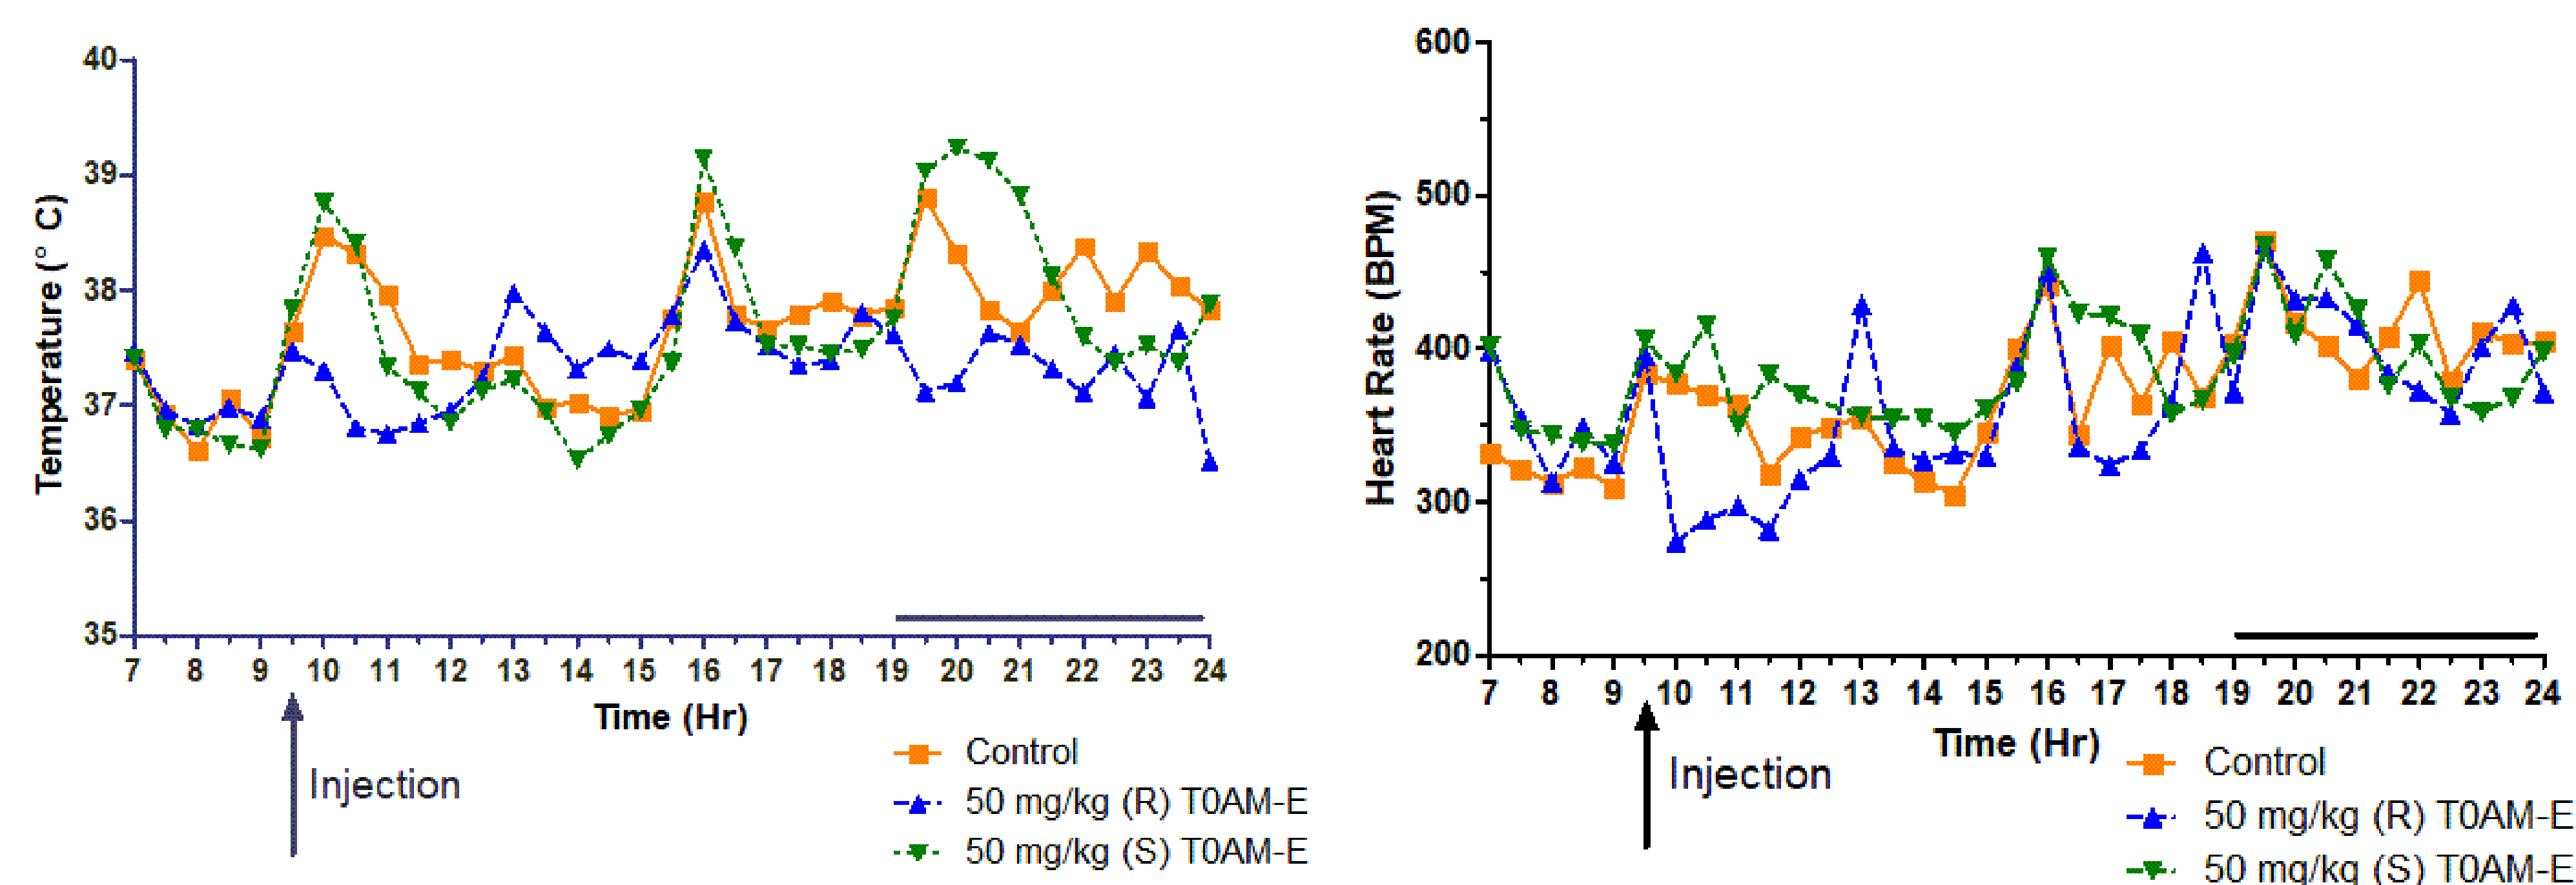 40
39
38
37
36
35
Temperature (° C)
7 8 9 10 11 12 13 14 15 16 17 18 19 20 21 22 23 24
Time (Hr)
Injection
Control
50 mg/kg (R) T0AM-E
50 mg/kg (S) T0AM-E
600
500
400
300
200
Heart Rate (BPM)
7 8 9 10 11 12 13 14 15 16 17 18 19 20 21 22 23 24
Time (Hr)
Injection
Control
50 mg/kg (R) T0AM-E
50 mg/kg (S) T0AM-E